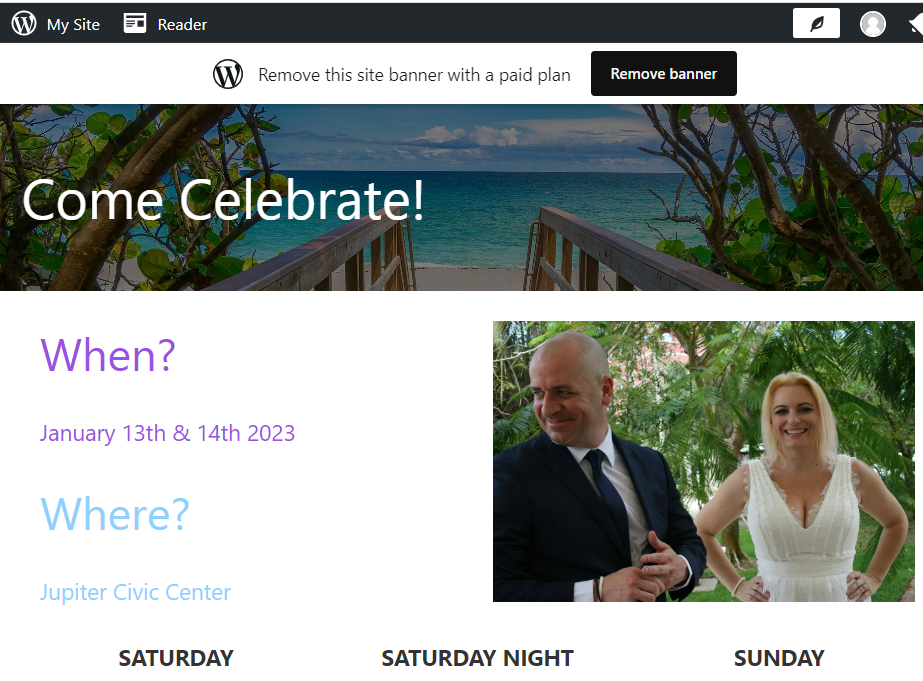 My Site Reader
Remove this site banner with a paid plan Remove banner
Come Celebrate!
When?
January 13th & 14th 2023
Where?
Jupiter Civic Center
SATURDAY SATURDAY NIGHT SUNDAY